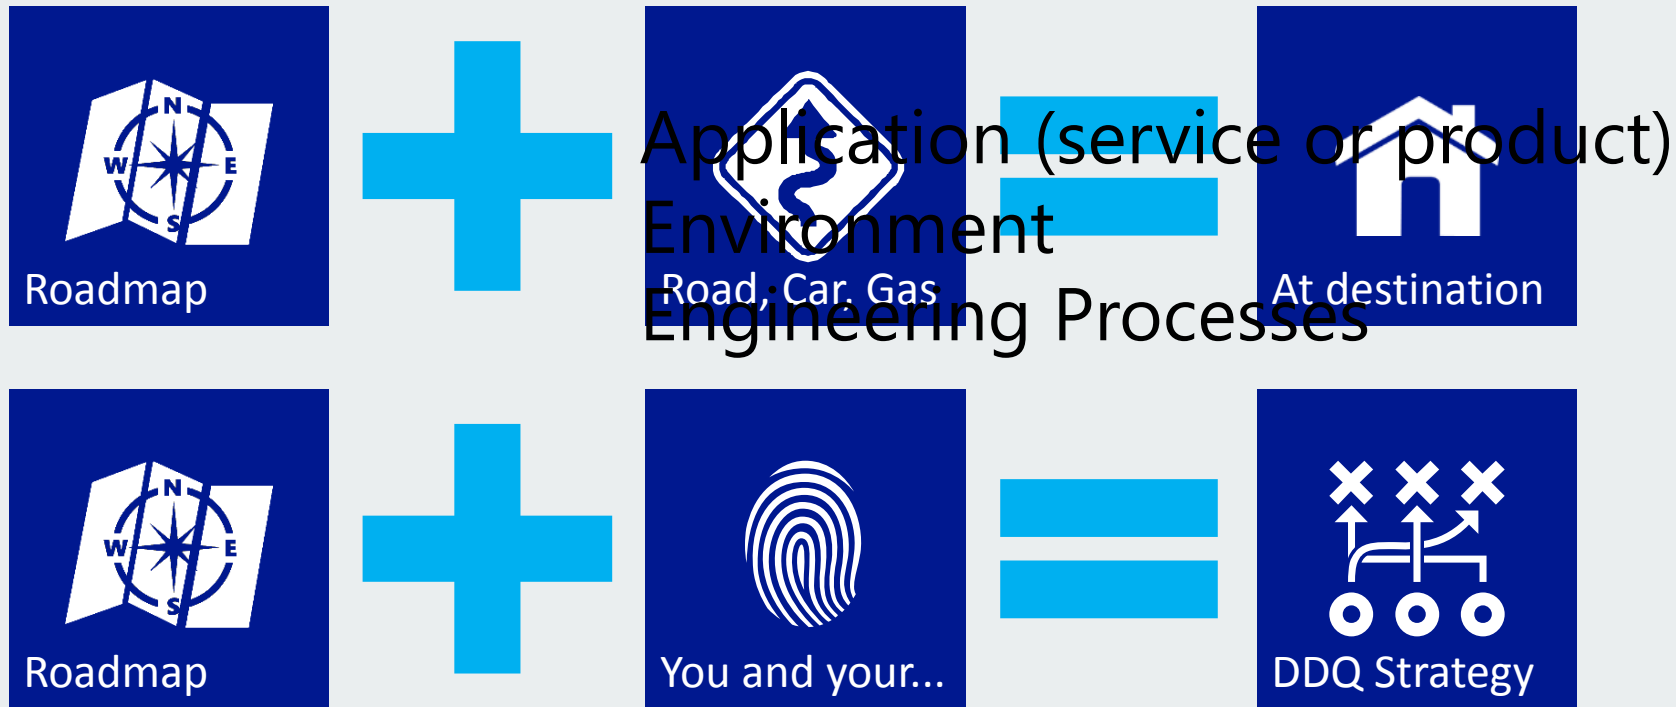 N
W E
S
Roadmap
Road, Car, Gas
At destination
Application (service or product)
Environment
Engineering Processes
N
W E
S
Roadmap
You and your...
DDQ Strategy